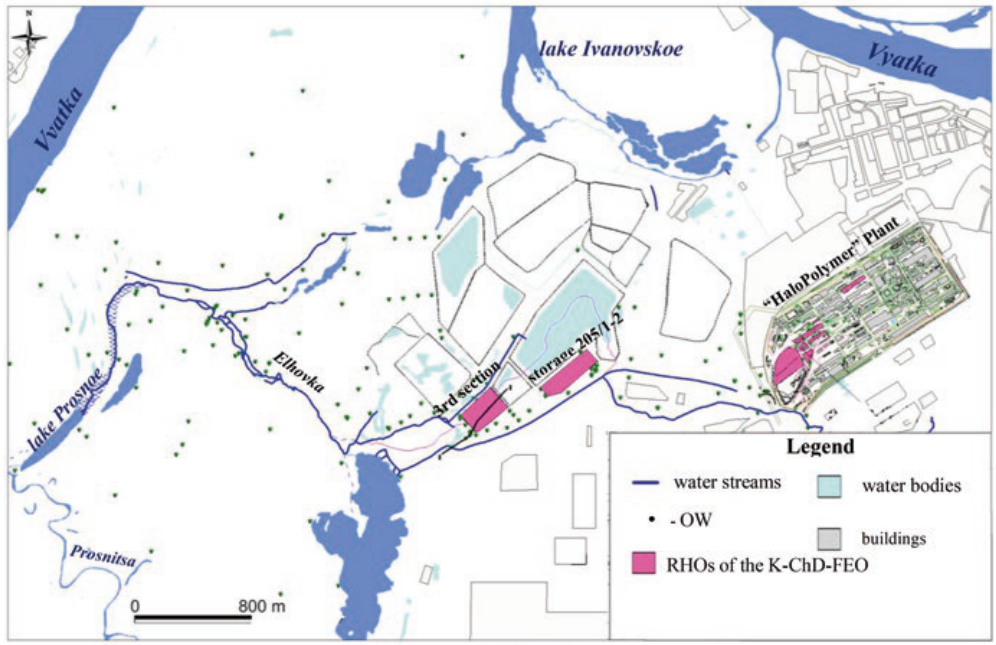 N
lake Ivanovskoe
Vyatka
Vvatka
"HaloPolymer" Plant
storage 205/1-2
3rd section
Elhovka
lake Prosnoe
Prosnitsa
0 800 m
Legend
water streams
water bodies
- OW
buildings
RHOs of the K-ChD-FEO